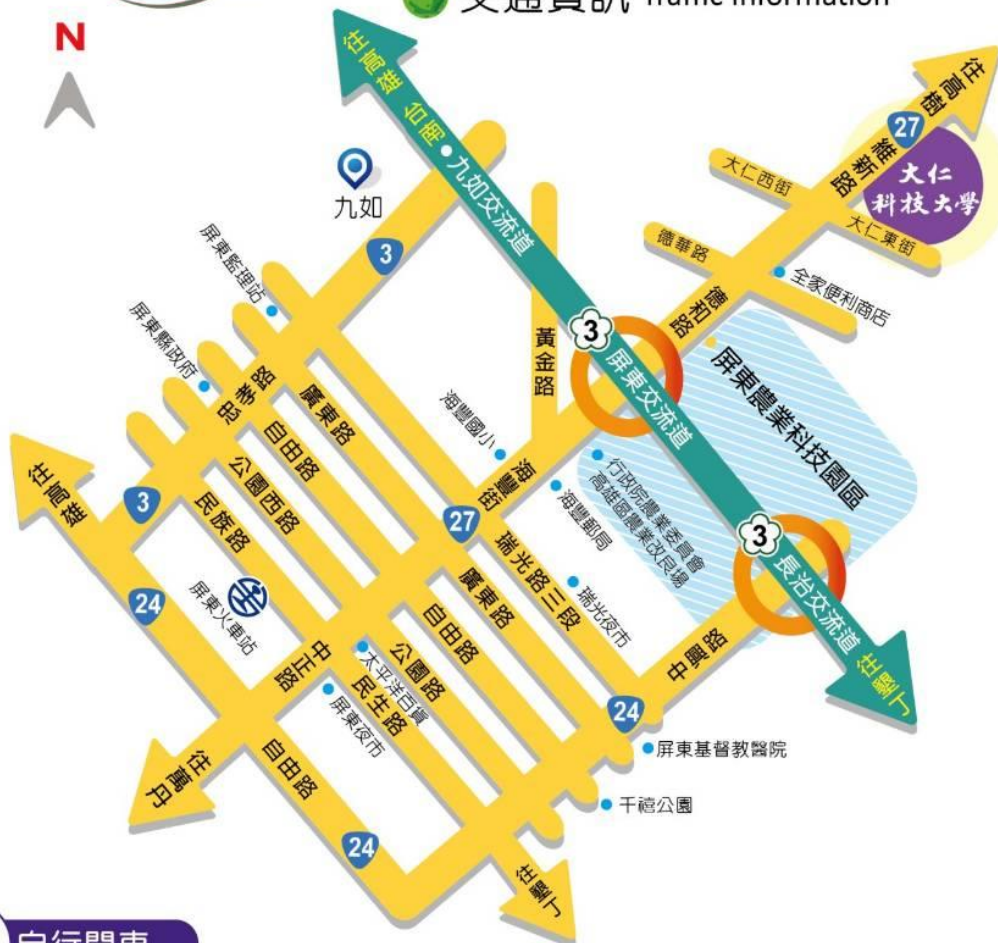 交通資訊 Traffic Information
N
往高雄 台南
往高樹
27
維新路
大仁
科技大學
大仁西街
大仁東街
九如交流道
九如
3
德華路
全家便利商店
屏東監理站
德和路
屏東縣政府
黃金路
3
屏東交流道
屏東農業科技園區
忠孝路
廣東路
海豐國小
自由路
海豐街
行政院農業委員會
高雄區農業改良場
往高雄
公園西路
海豐郵局
3
民族路
27
瑞光路三段
3
長治交流道
廣東路
瑞光夜市
24
屏東火車站
自由路
中正路
太平洋百貨
公園路
中興路
往墾丁
屏東夜市
民生路
24
屏東基督教醫院
往萬丹
自由路
千禧公園
24
往墾丁
自行開車